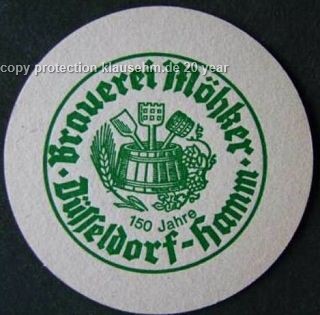 copy protection klausehm.de 20 year
Brauerei Möhker
150 Jahre
Düsseldorf-Hamm